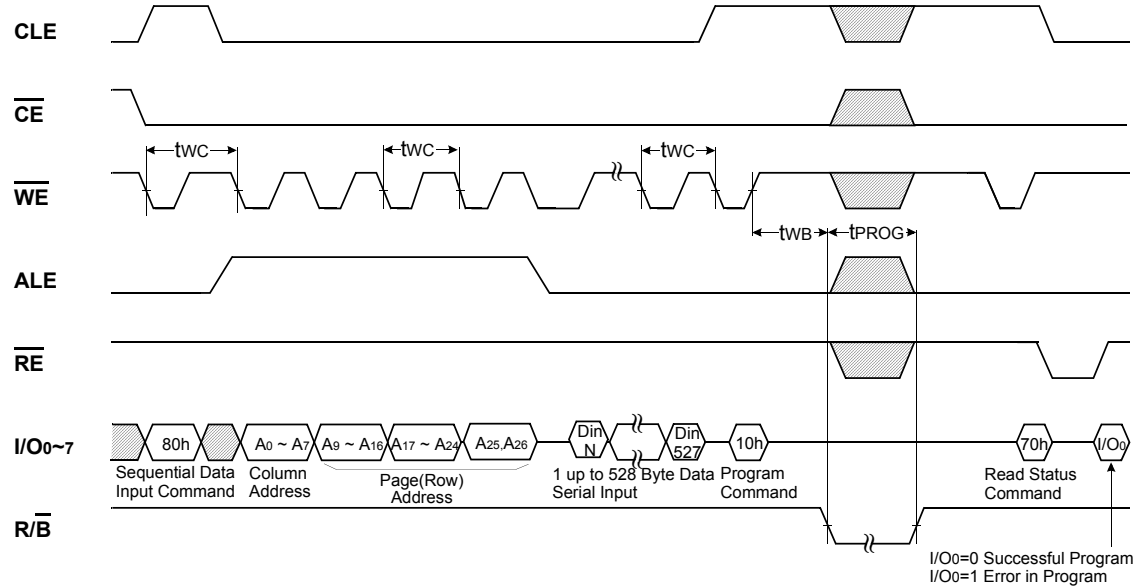 CLE
CE
tWC
tWC
tWC
WE
tWB
tPROG
ALE
RE
I/O0~7
80h
A0 ~ A7
A9 ~ A16
A17 ~ A24
A25,A26
Din
N
Din
527
10h
70h
I/O0
Sequential Data
Input Command
Column
Address
Page(Row)
Address
1 up to 528 Byte Data
Serial Input
Program
Command
Read Status
Command
R/B
I/O0=0 Successful Program
I/O0=1 Error in Program